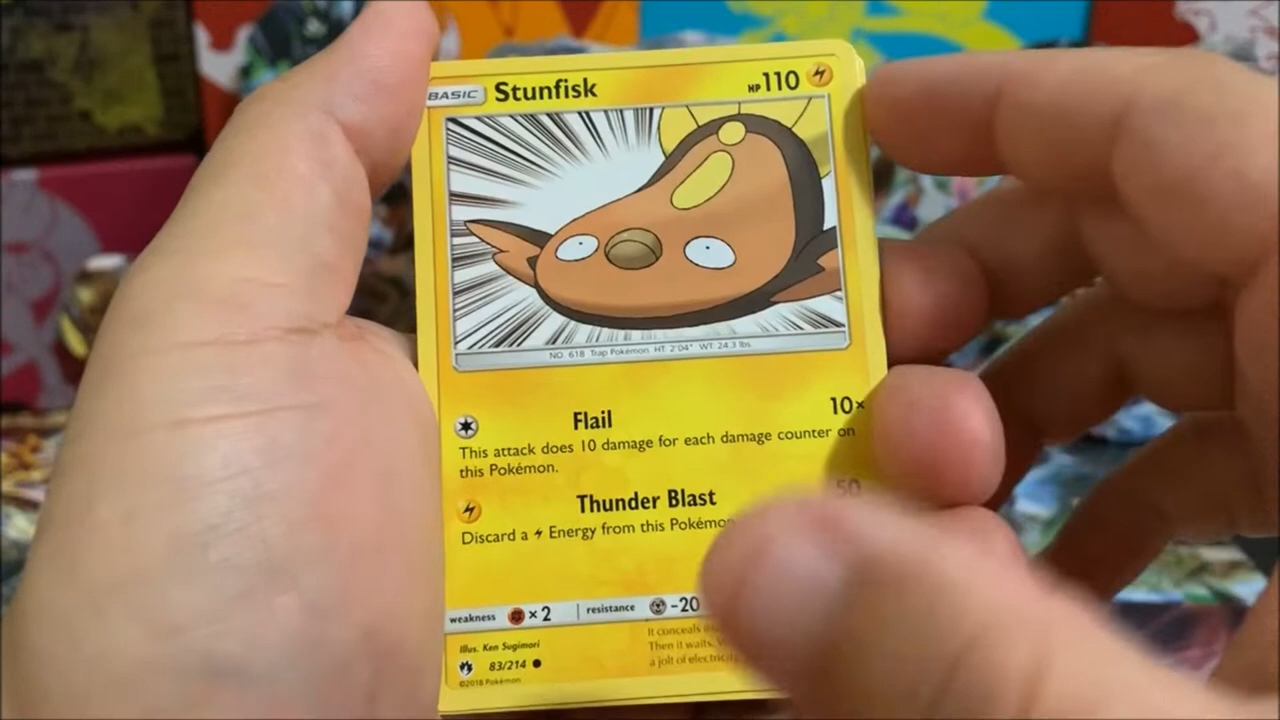 BASIC Stunfisk HP 110
NO. 618 Trap Pokémon HT: 2'04" WT: 24.3 lbs.
Flail 10×
This attack does 10 damage for each damage counter on
this Pokémon.
Thunder Blast 50
Discard a Energy from this Pokémon
weakness ×2 resistance -20
Illus. Ken Sugimori
83/214
©2018 Pokémon
It conceals
Then it waits.
a jolt of electric